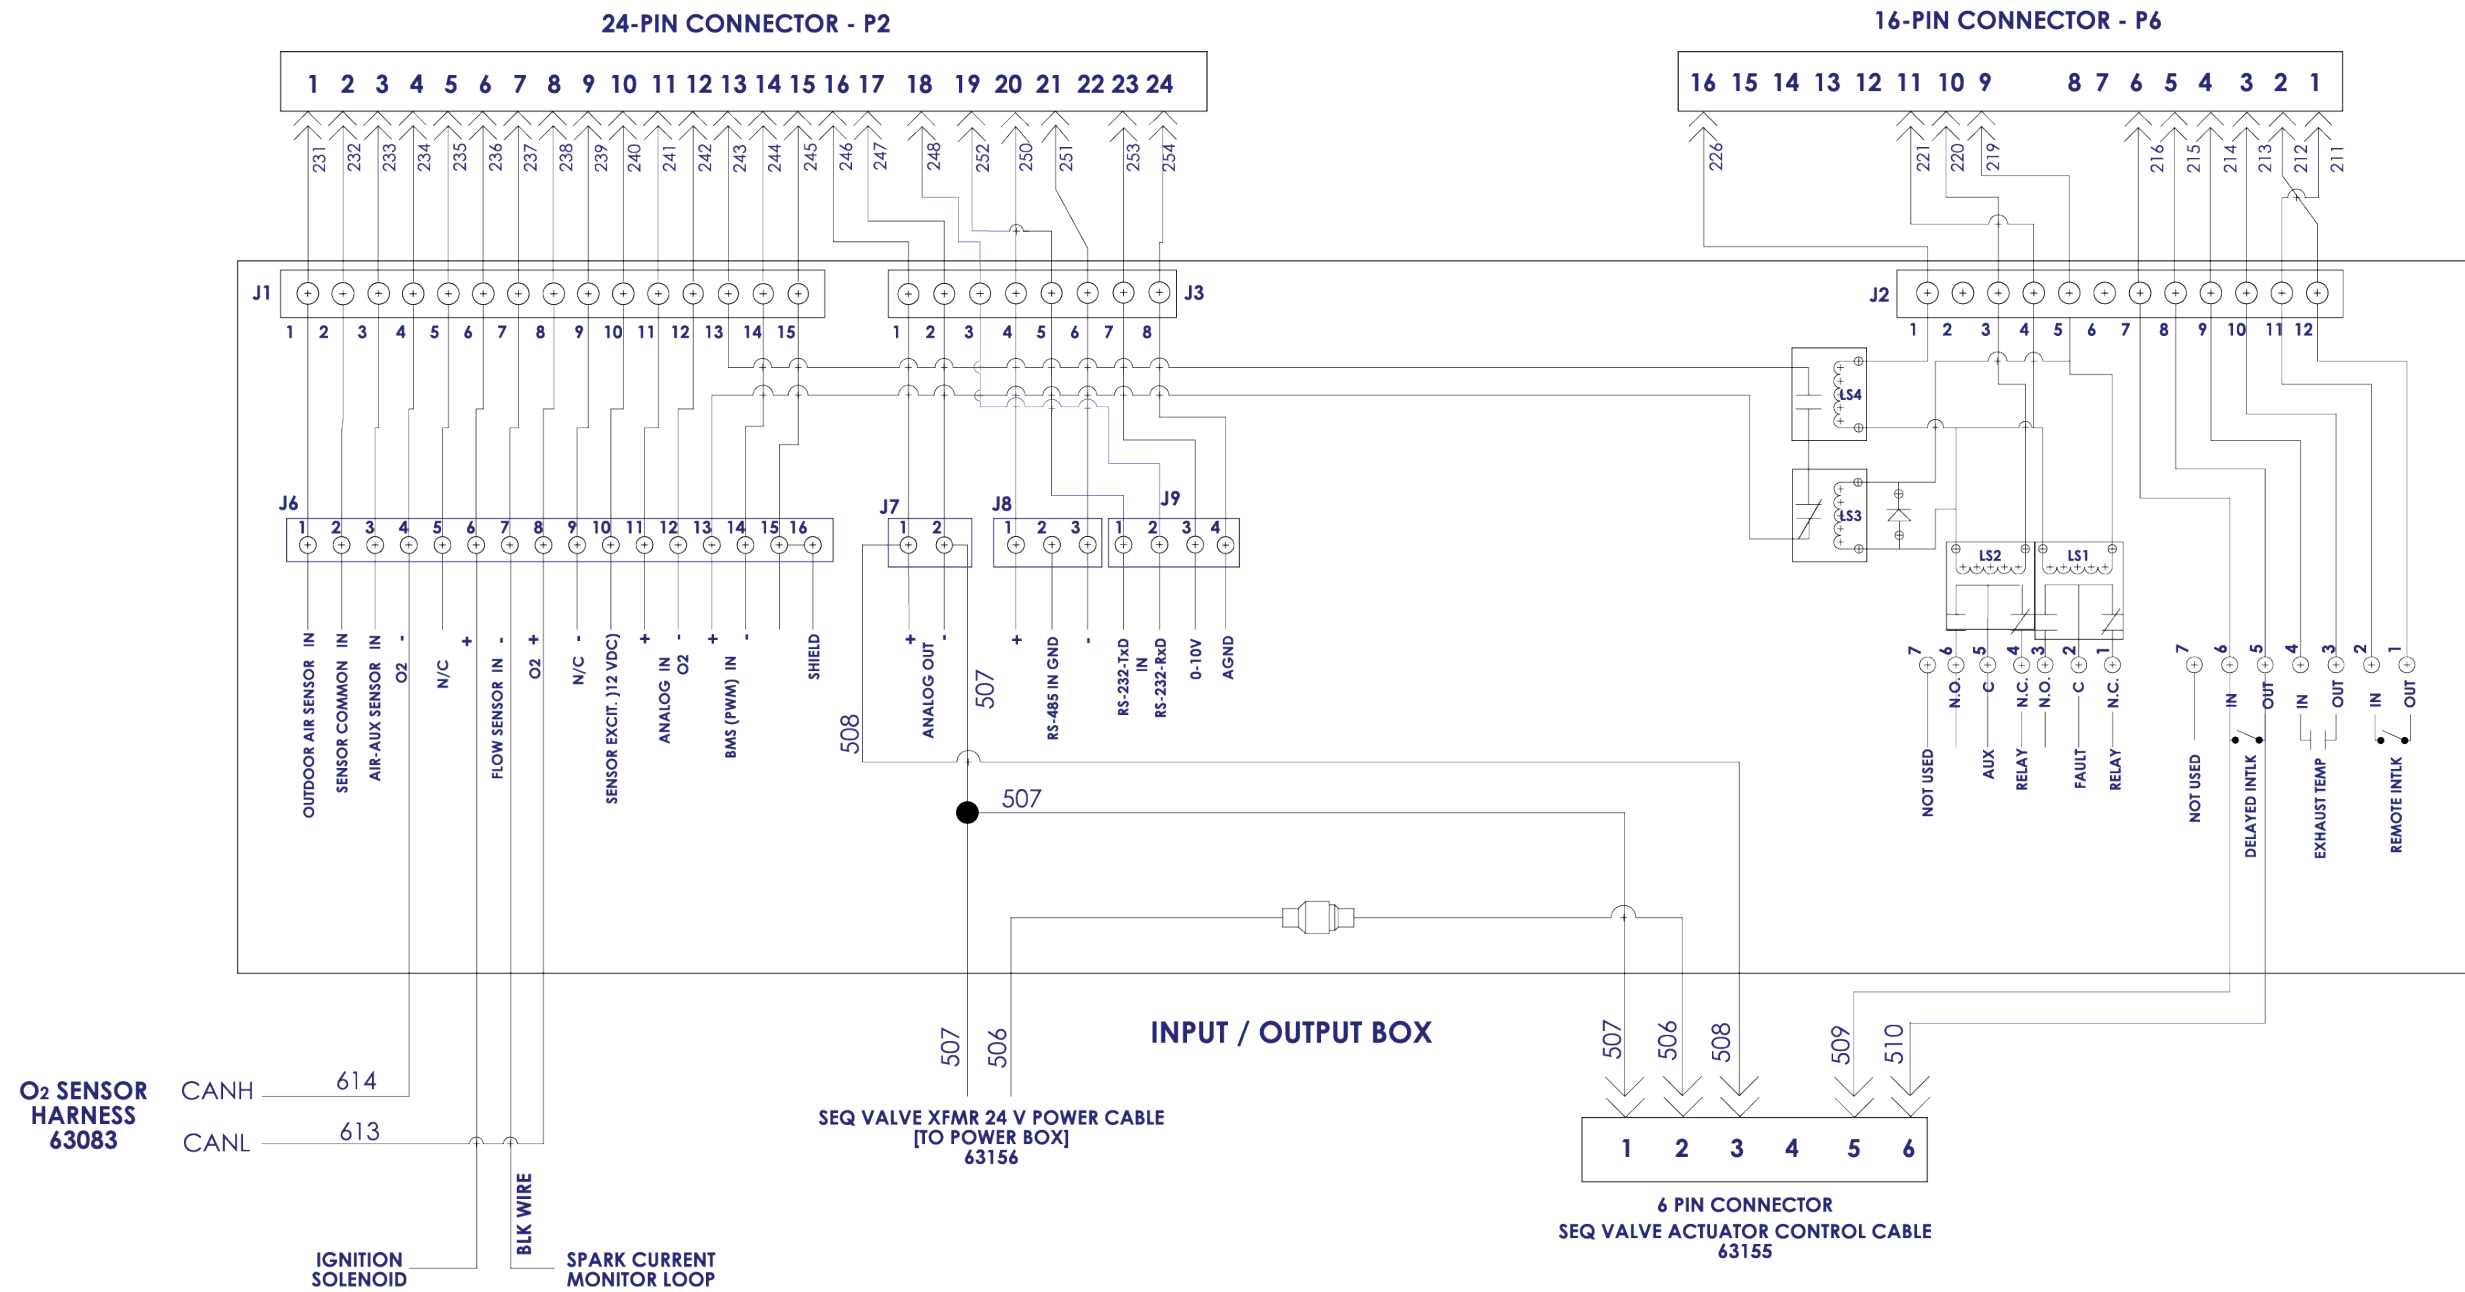 24-PIN CONNECTOR - P2
16-PIN CONNECTOR - P6
1 2 3 4 5 6 7 8 9 10 11 12 13 14 15 16 17 18 19 20 21 22 23 24
16 15 14 13 12 11 10 9 8 7 6 5 4 3 2 1
231 232 233 234 235 236 237 238 239 240 241 242 243 244 245 246 247 248 252 250 251 253 254
226 221 220 219 216 215 214 213 212 211
J1
J3
J2
1 2 3 4 5 6 7 8 9 10 11 12 13 14 15
1 2 3 4 5 6 7 8
1 2 3 4 5 6 7 8 9 10 11 12
LS4
LS3
LS2
LS1
J6
J7
J8
J9
1 2 3 4 5 6 7 8 9 10 11 12 13 14 15 16
1 2
1 2 3
1 2 3 4
OUTDOOR AIR SENSOR IN
SENSOR COMMON IN
AIR-AUX SENSOR IN
O2 -
N/C
+
FLOW SENSOR IN -
O2 +
N/C -
SENSOR EXCIT. )12 VDC)
+
ANALOG IN
O2 -
+
BMS (PWM) IN -
SHIELD
+
ANALOG OUT
-
+
RS-485 IN GND
-
RS-232-TxD
IN
RS-232-RxD
0-10V
AGND
508
507
507
7 6 5 4 3 2 1
N.O. C N.C. N.O. C N.C.
NOT USED
AUX
RELAY
FAULT
RELAY
7 6 5 4 3 2 1
IN OUT IN OUT IN OUT
NOT USED
DELAYED INTLK
EXHAUST TEMP
REMOTE INTLK
INPUT / OUTPUT BOX
507 506
507 506 508 509 510
O2 SENSOR
HARNESS
63083
CANH
614
CANL
613
SEQ VALVE XFMR 24 V POWER CABLE
[TO POWER BOX]
63156
1 2 3 4 5 6
6 PIN CONNECTOR
SEQ VALVE ACTUATOR CONTROL CABLE
63155
BLK WIRE
IGNITION
SOLENOID
SPARK CURRENT
MONITOR LOOP